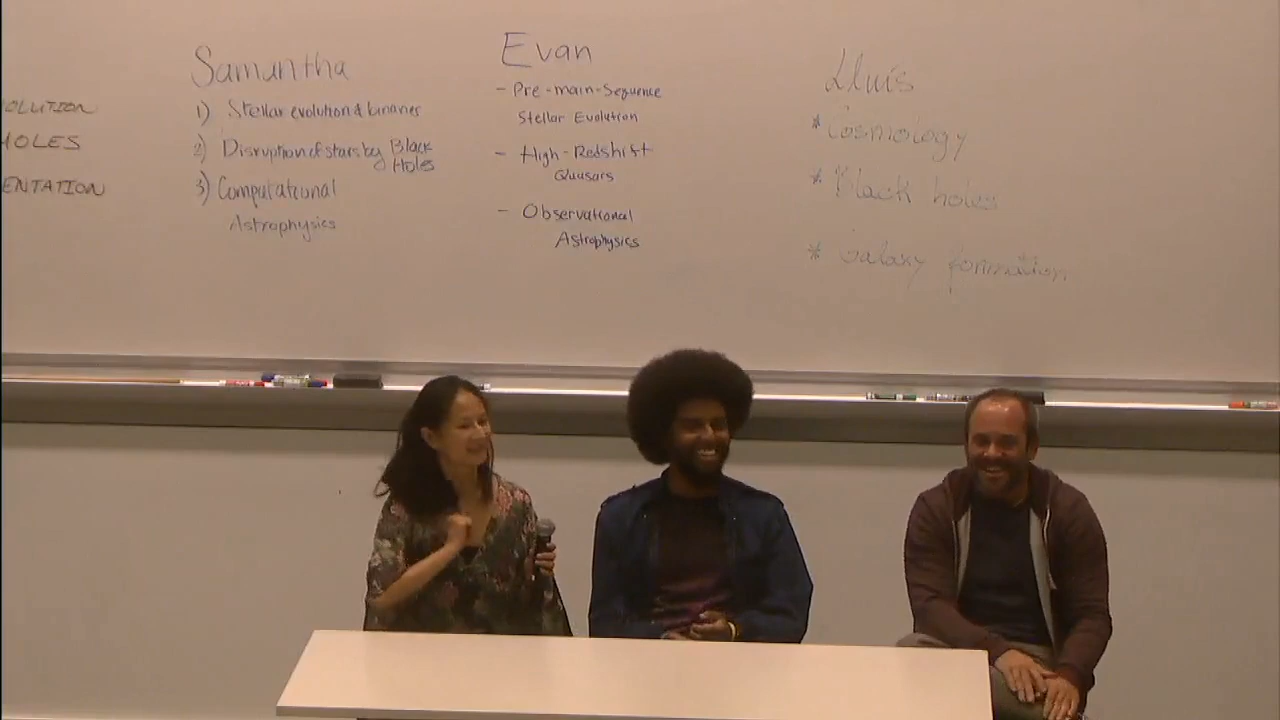 OLUTION
HOLES
ENTATION
Samantha
1) Stellar evolution & binaries
2) Disruption of stars by Black
Holes
3) Computational
Astrophysics
Evan
- Pre-main-Sequence
Stellar Evolution
- High-Redshift
Quasars
- Observational
Astrophysics
Lluís
* Cosmology
* Black holes
* Galaxy formation